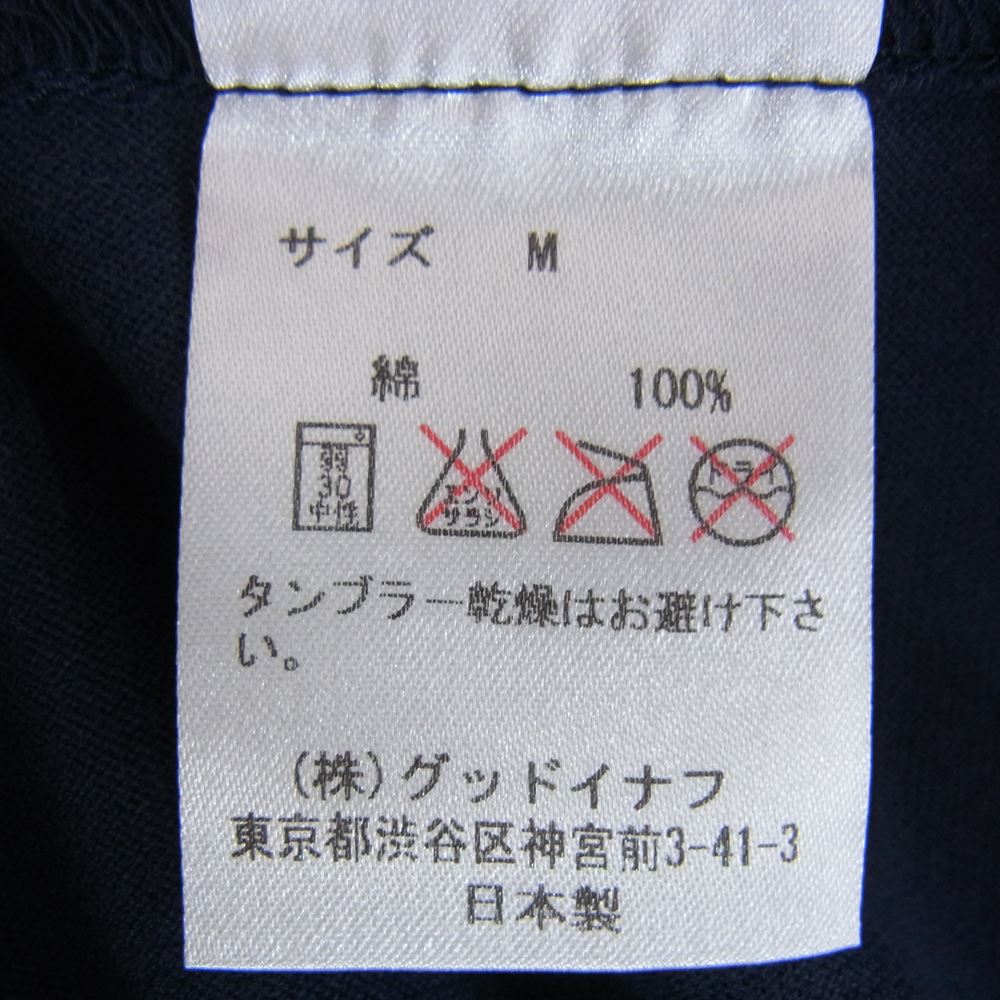 サイズ M
綿 100%
弱
30
中性
エンソ
サラシ
ドライ
タンブラー乾燥はお避け下さ
い。
(株)グッドイナフ
東京都渋谷区神宮前3-41-3
日本製